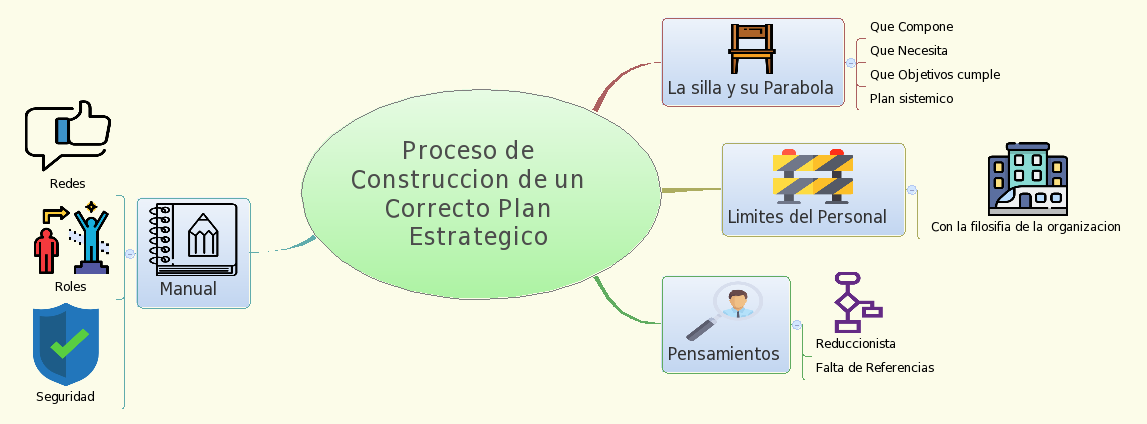 Proceso de
Construccion de un
Correcto Plan
Estrategico
La silla y su Parabola
Que Compone
Que Necesita
Que Objetivos cumple
Plan sistemico
Limites del Personal
Con la filosifia de la organizacion
Pensamientos
Reduccionista
Falta de Referencias
Manual
Redes
Roles
Seguridad